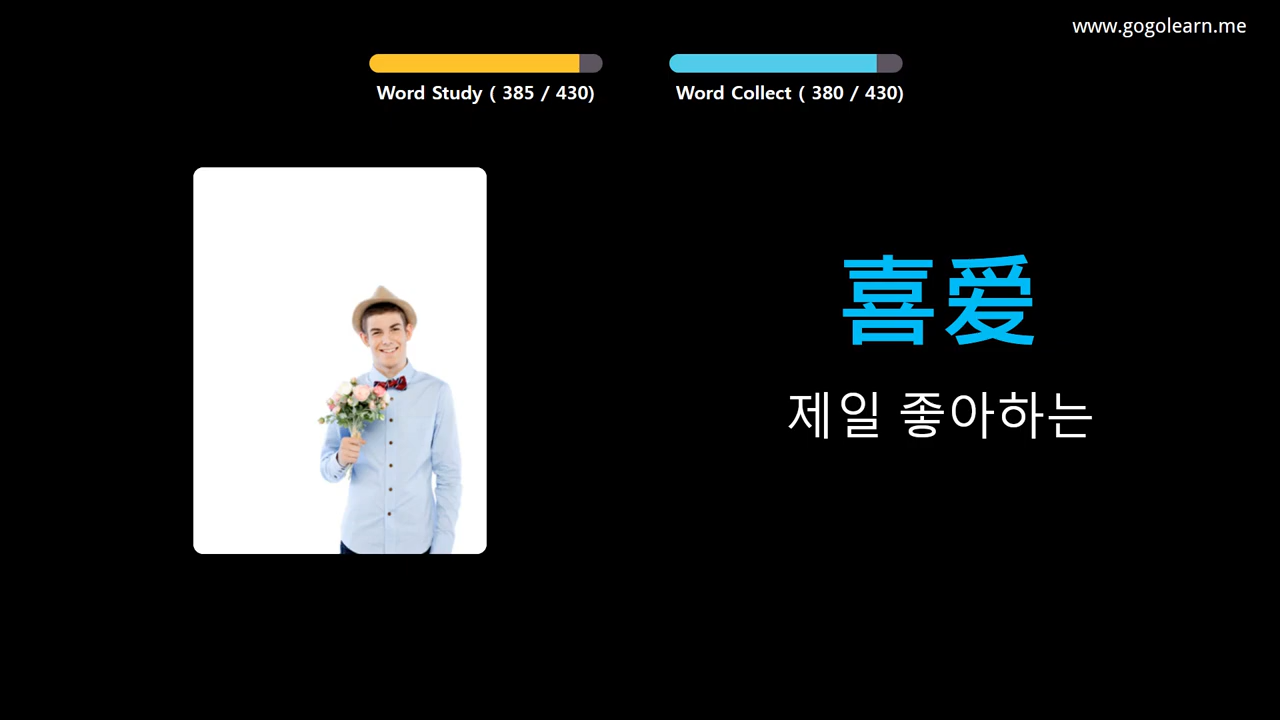 www.gogolearn.me
Word Study ( 385 / 430)
Word Collect ( 380 / 430)
喜爱
제일 좋아하는